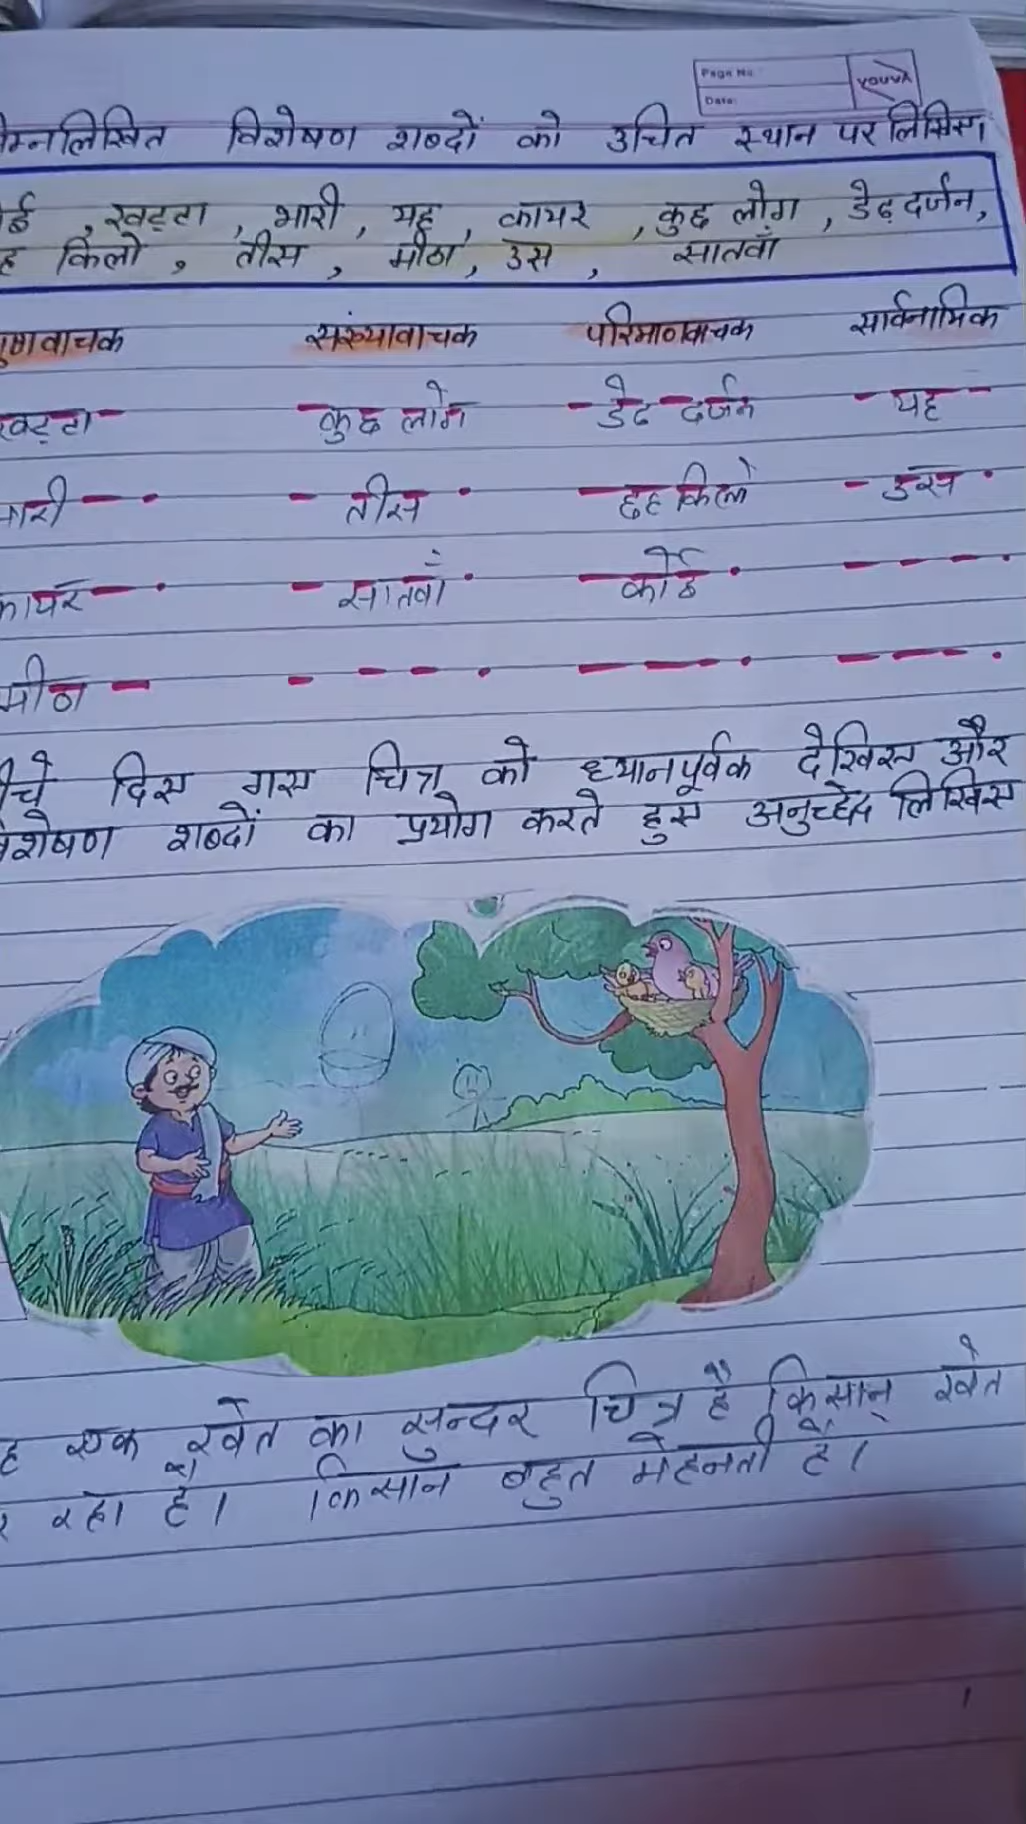 Page No.
Date:
YOUVA
म्नलिखित विशेषण शब्दों को उचित स्थान पर लिखिए।
, खट्टा , भारी , यह , कायर , कुछ लोग , डेढ़ दर्जन,
ह किलो , तीस , मीठा , उस , सातवाँ
णवाचक संख्यावाचक परिमाणवाचक सार्वनामिक
खट्टा कुछ लोग डेढ दर्जन यह
री तीस छह किलो उस
ायर सातवाँ कोई
मीठा
ीचे दिए गए चित्र को ध्यानपूर्वक देखिए और
शेषण शब्दों का प्रयोग करते हुए अनुच्छेद लिखिए
ह एक खेत का सुन्दर चित्र है किसान खेत
रहा है। किसान बहुत मेहनती है।